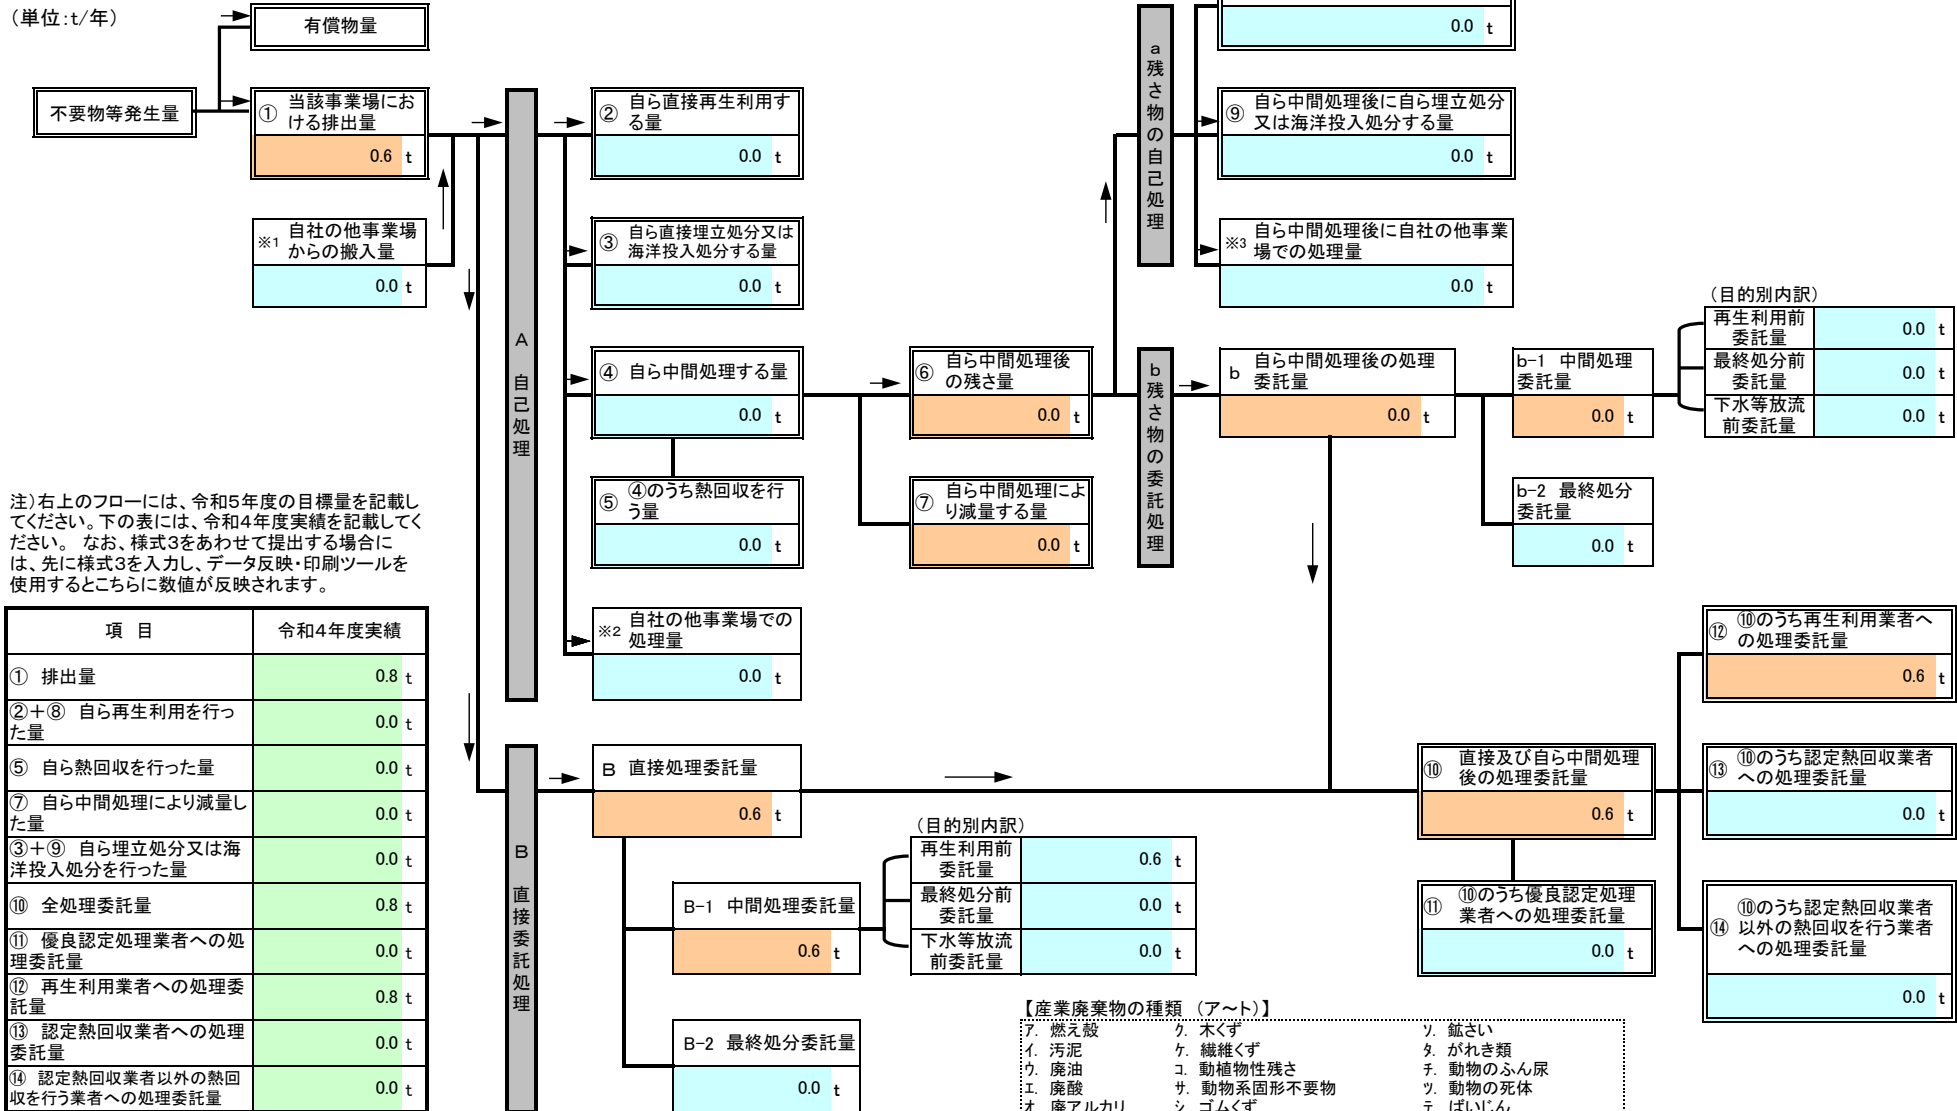 （単位：t/年）
有償物量
不要物等発生量
① 当該事業場にお
ける排出量
0.6 t
※1 自社の他事業場
からの搬入量
0.0 t
A 自己処理
② 自ら直接再生利用す
る量
0.0 t
③ 自ら直接埋立処分又は
海洋投入処分する量
0.0 t
④ 自ら中間処理する量
0.0 t
⑤ ④のうち熱回収を行
う量
0.0 t
※2 自社の他事業場での
処理量
0.0 t
⑥ 自ら中間処理後
の残さ量
0.0 t
⑦ 自ら中間処理によ
り減量する量
0.0 t
a 残さ物の自己処理
0.0 t
⑨ 自ら中間処理後に自ら埋立処分
又は海洋投入処分する量
0.0 t
※3 自ら中間処理後に自社の他事業
場での処理量
0.0 t
b 残さ物の委託処理
b 自ら中間処理後の処理
委託量
0.0 t
b-1 中間処理
委託量
0.0 t
（目的別内訳）
再生利用前
委託量
0.0 t
最終処分前
委託量
0.0 t
下水等放流
前委託量
0.0 t
b-2 最終処分
委託量
0.0 t
注）右上のフローには、令和５年度の目標量を記載し
てください。下の表には、令和４年度実績を記載してく
ださい。 なお、様式３をあわせて提出する場合に
は、先に様式３を入力し、データ反映・印刷ツールを
使用するとこちらに数値が反映されます。
項 目 令和４年度実績
① 排出量 0.8 t
②＋⑧ 自ら再生利用を行っ
た量 0.0 t
⑤ 自ら熱回収を行った量 0.0 t
⑦ 自ら中間処理により減量し
た量 0.0 t
③＋⑨ 自ら埋立処分又は海
洋投入処分を行った量 0.0 t
⑩ 全処理委託量 0.8 t
⑪ 優良認定処理業者への処
理委託量 0.0 t
⑫ 再生利用業者への処理委
託量 0.8 t
⑬ 認定熱回収業者への処理
委託量 0.0 t
⑭ 認定熱回収業者以外の熱回
収を行う業者への処理委託量 0.0 t
B 直接委託処理
B 直接処理委託量
0.6 t
B-1 中間処理委託量
0.6 t
（目的別内訳）
再生利用前
委託量
0.6 t
最終処分前
委託量
0.0 t
下水等放流
前委託量
0.0 t
B-2 最終処分委託量
0.0 t
⑩ 直接及び自ら中間処理
後の処理委託量
0.6 t
⑪ ⑩のうち優良認定処理
業者への処理委託量
0.0 t
⑫ ⑩のうち再生利用業者へ
の処理委託量
0.6 t
⑬ ⑩のうち認定熱回収業者
への処理委託量
0.0 t
⑭ ⑩のうち認定熱回収業者
以外の熱回収を行う業者
への処理委託量
0.0 t
【産業廃棄物の種類 （ア～ト）】
ア. 燃え殻 ク. 木くず ソ. 鉱さい
イ. 汚泥 ケ. 繊維くず タ. がれき類
ウ. 廃油 コ. 動植物性残さ チ. 動物のふん尿
エ. 廃酸 サ. 動物系固形不要物 ツ. 動物の死体
オ. 廃アルカリ シ. ゴムくず テ. ばいじん